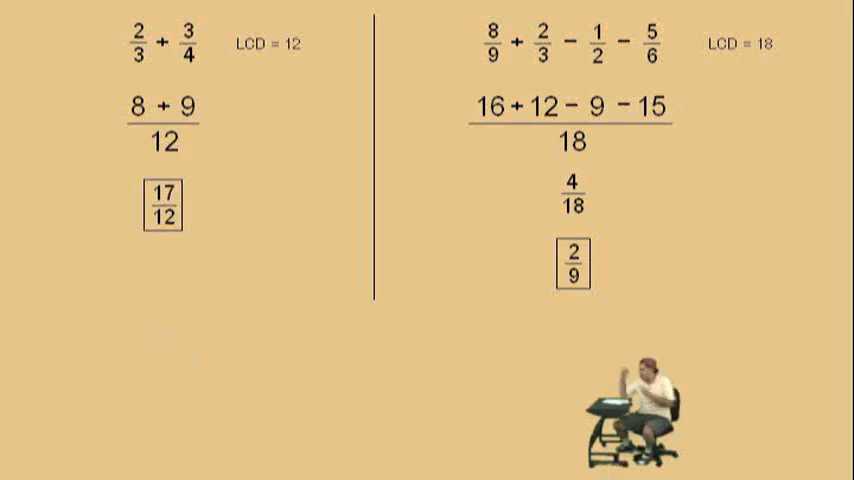 2/3 + 3/4 LCD = 12
8 + 9
12
17/12
8/9 + 2/3 − 1/2 − 5/6 LCD = 18
16 + 12 − 9 − 15
18
4/18
2/9